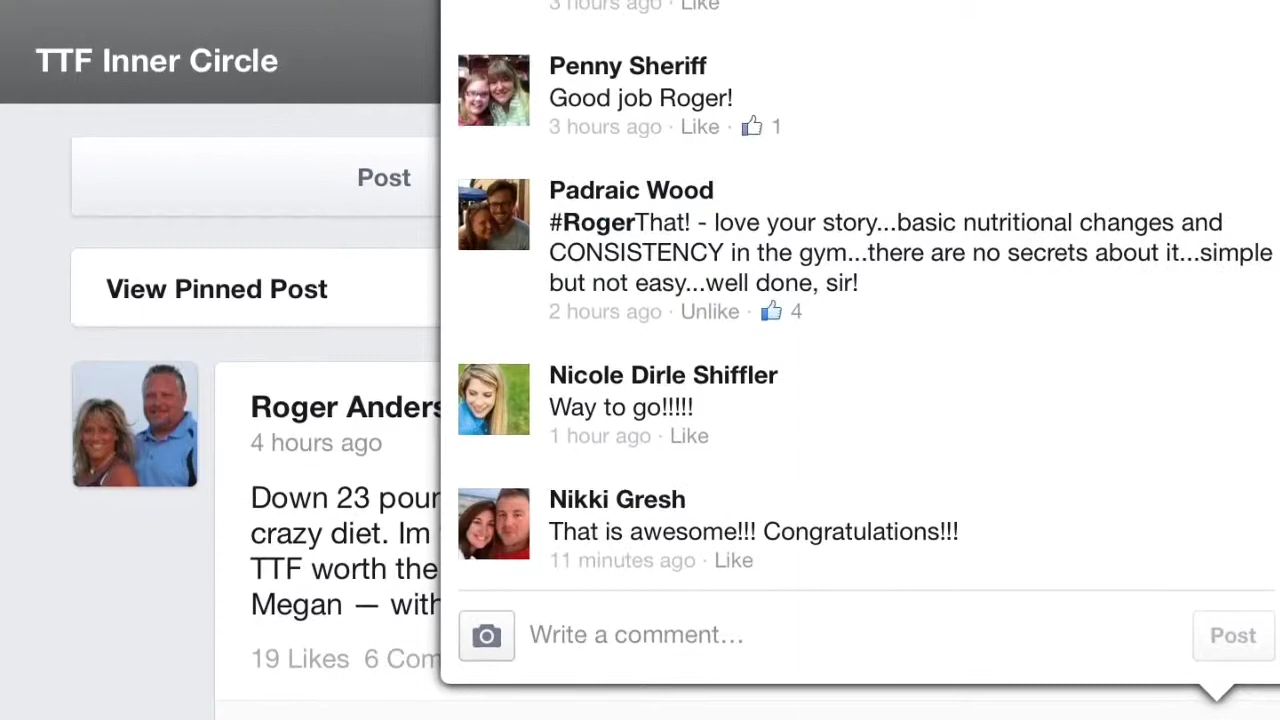 TTF Inner Circle
Post
View Pinned Post
Roger Anders
4 hours ago
Down 23 pour
crazy diet. Im
TTF worth the
Megan — with
19 Likes 6 Com
3 hours ago · Like
Penny Sheriff
Good job Roger!
3 hours ago · Like · 1
Padraic Wood
#RogerThat! - love your story...basic nutritional changes and
CONSISTENCY in the gym...there are no secrets about it...simple
but not easy...well done, sir!
2 hours ago · Unlike · 4
Nicole Dirle Shiffler
Way to go!!!!!
1 hour ago · Like
Nikki Gresh
That is awesome!!! Congratulations!!!
11 minutes ago · Like
Write a comment...
Post